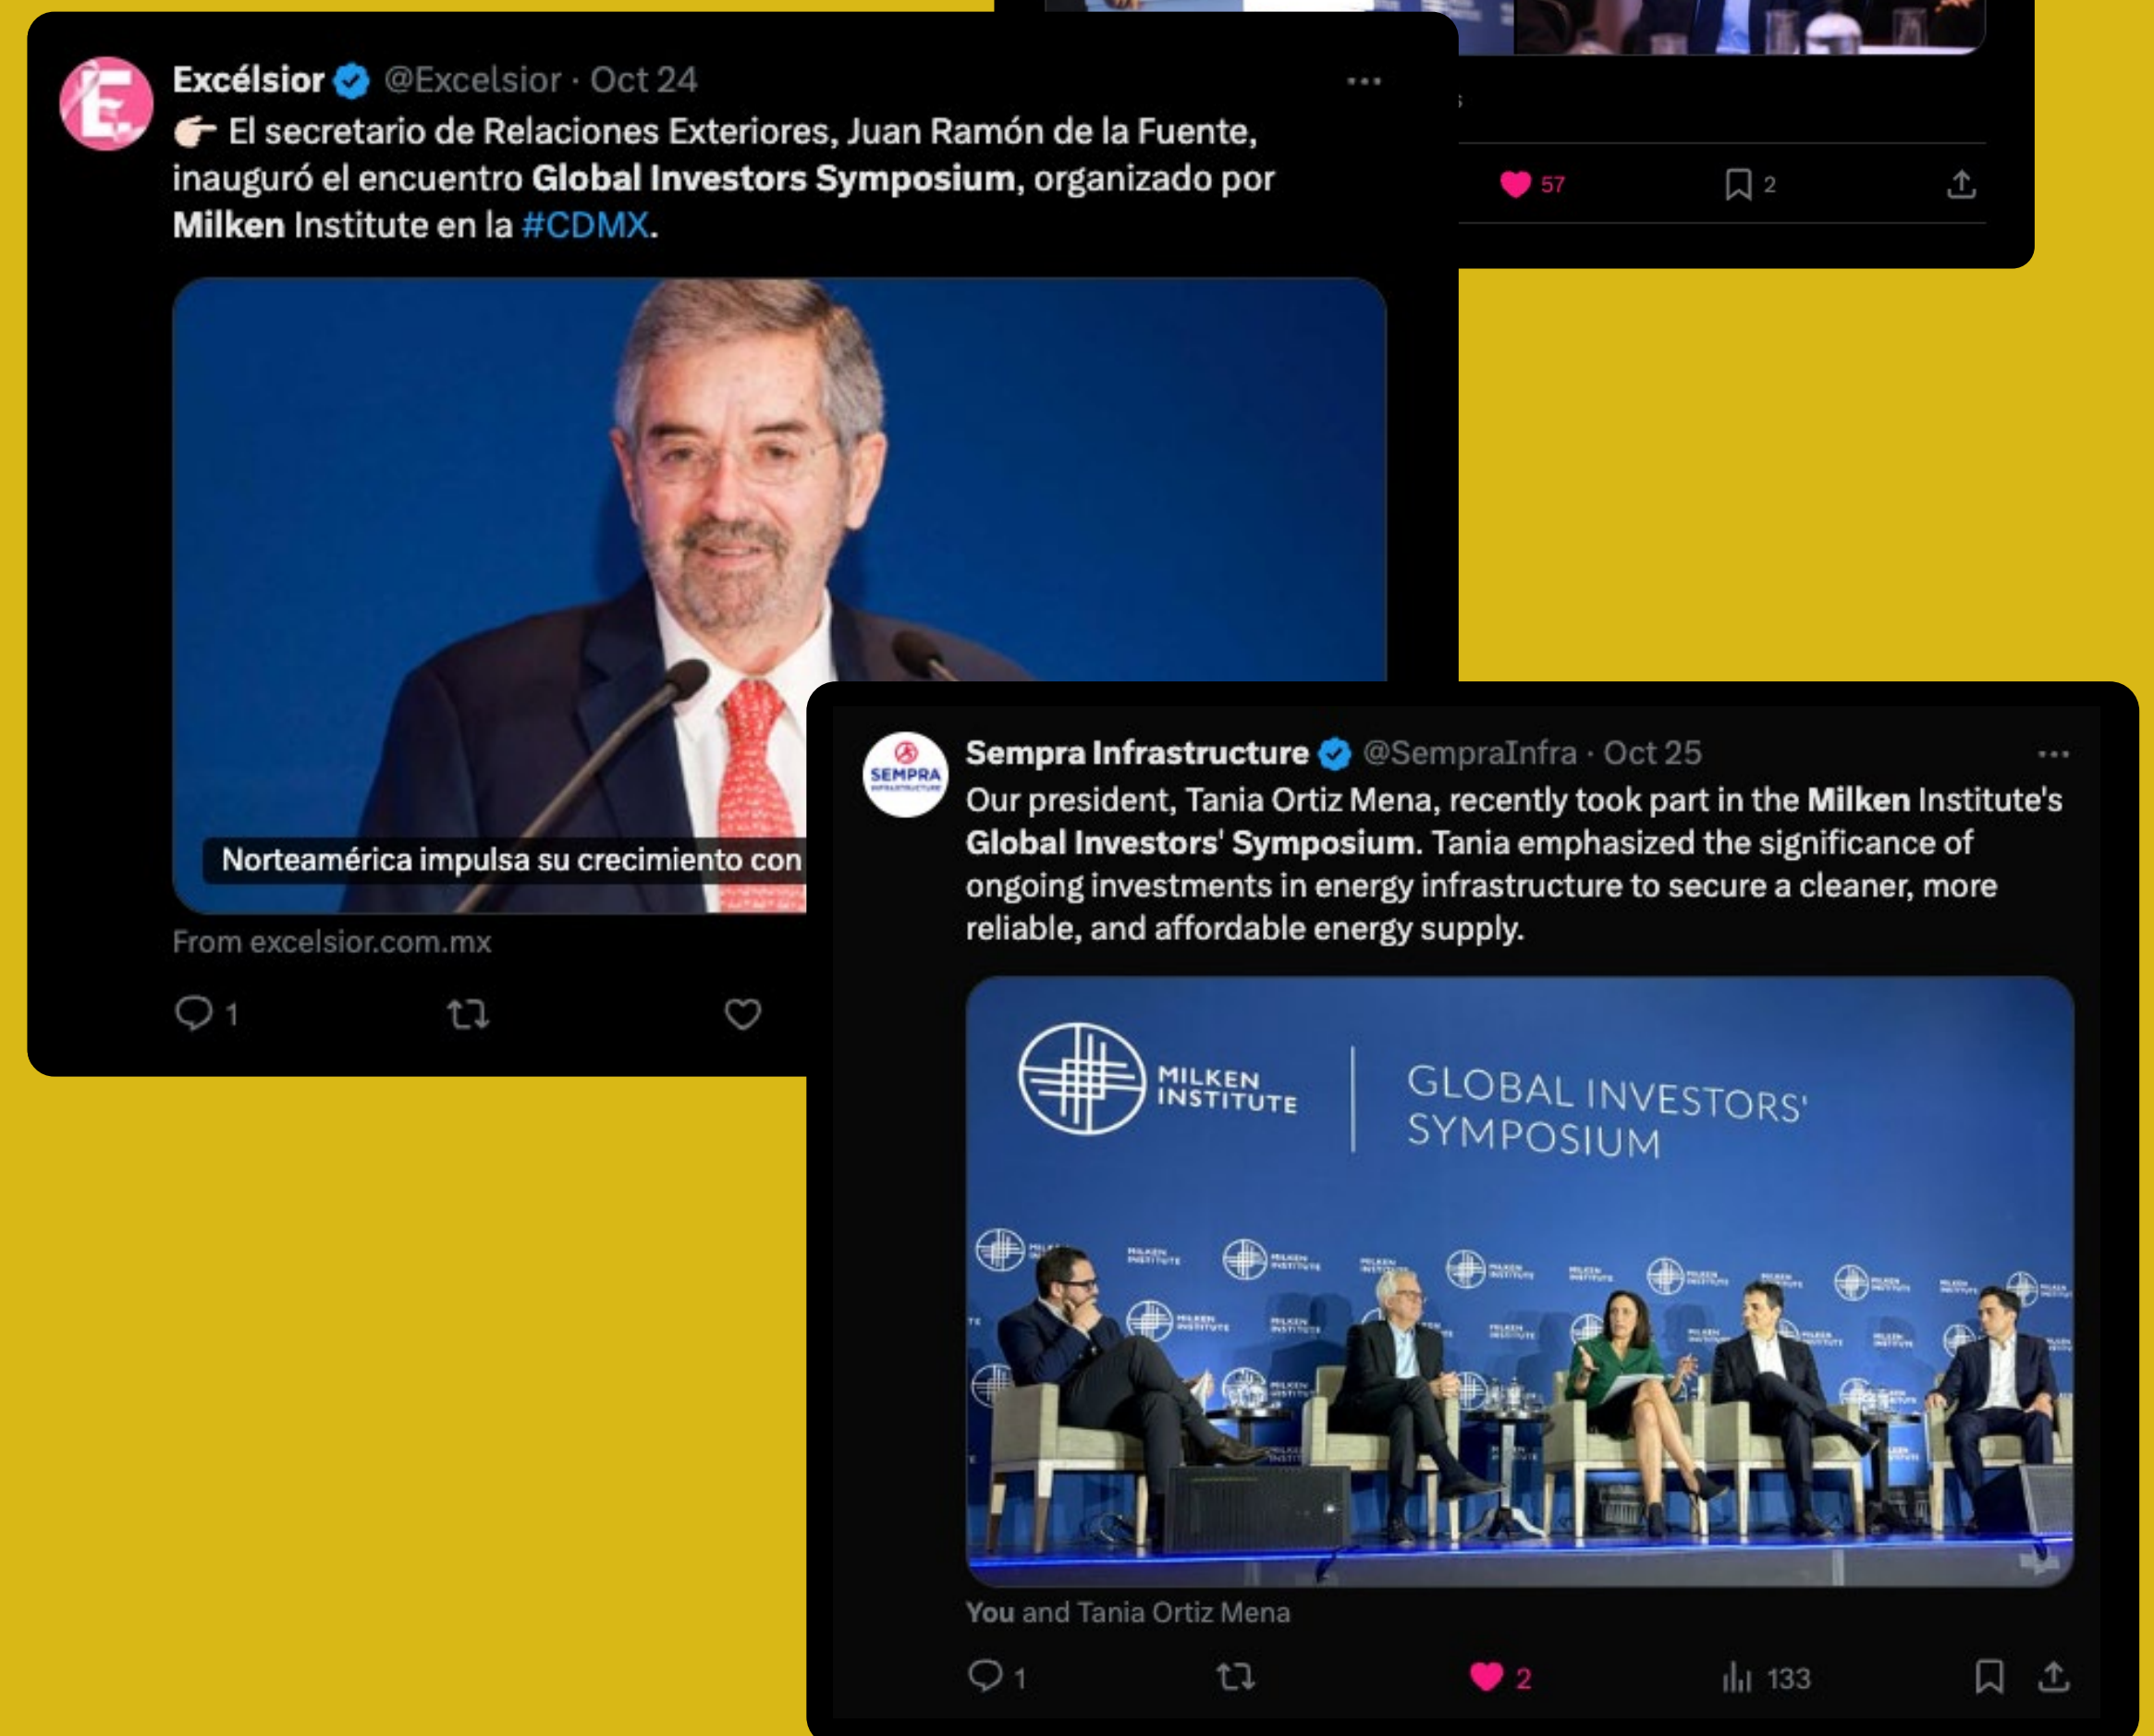 Excélsior @Excelsior · Oct 24
👉🏻 El secretario de Relaciones Exteriores, Juan Ramón de la Fuente,
inauguró el encuentro Global Investors Symposium, organizado por
Milken Institute en la #CDMX.
Norteamérica impulsa su crecimiento con
From excelsior.com.mx
1
57
2
SEMPRA
INFRASTRUCTURE
Sempra Infrastructure @SempraInfra · Oct 25
Our president, Tania Ortiz Mena, recently took part in the Milken Institute's
Global Investors' Symposium. Tania emphasized the significance of
ongoing investments in energy infrastructure to secure a cleaner, more
reliable, and affordable energy supply.
MILKEN
INSTITUTE
GLOBAL INVESTORS'
SYMPOSIUM
MILKEN
INSTITUTE
You and Tania Ortiz Mena
1
2
133